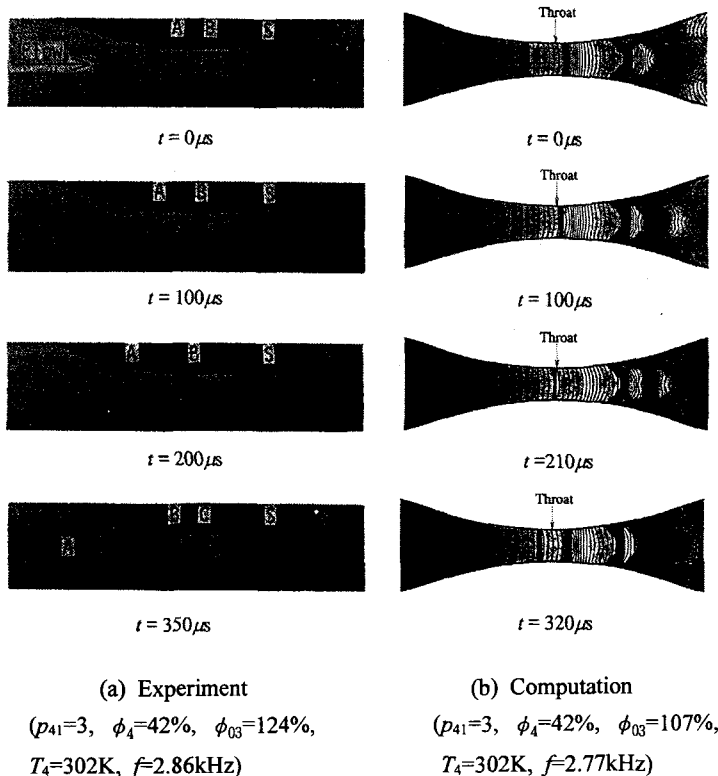 A B S
Throat
t = 0μs
t = 0μs
A B S
Throat
t = 100μs
t = 100μs
A B S
Throat
t = 200μs
t =210μs
B C S
A
Throat
t = 350μs
t = 320μs
(a) Experiment
(p41=3, ϕ4=42%, ϕ03=124%,
T4=302K, f=2.86kHz)
(b) Computation
(p41=3, ϕ4=42%, ϕ03=107%,
T4=302K, f=2.77kHz)